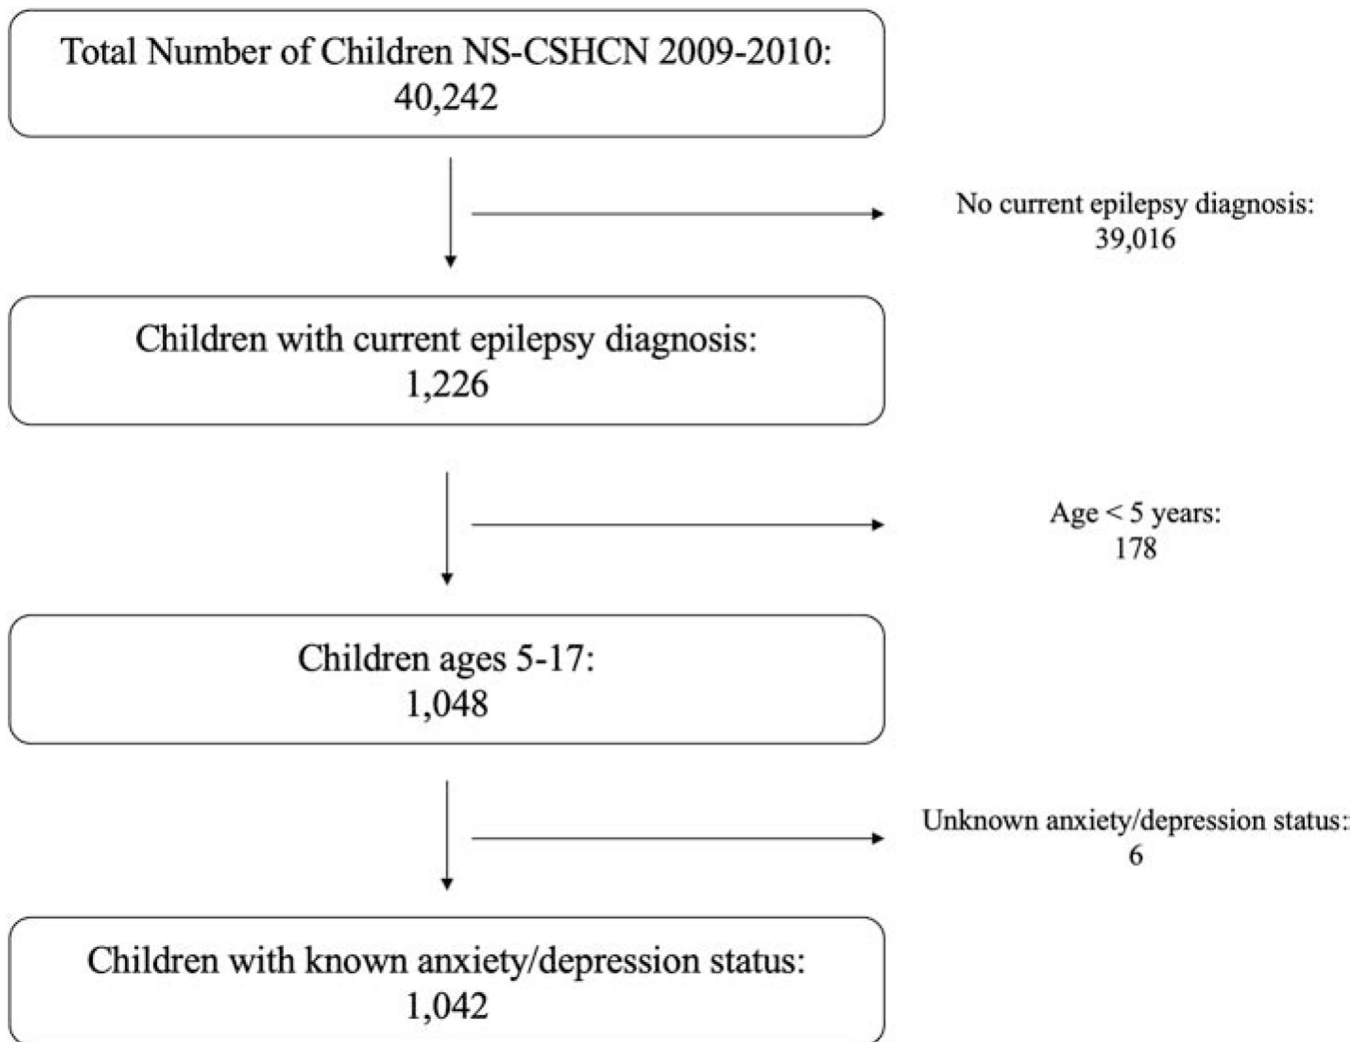 Total Number of Children NS-CSHCN 2009-2010:
40,242
No current epilepsy diagnosis:
39,016
Children with current epilepsy diagnosis:
1,226
Age < 5 years:
178
Children ages 5-17:
1,048
Unknown anxiety/depression status:
6
Children with known anxiety/depression status:
1,042